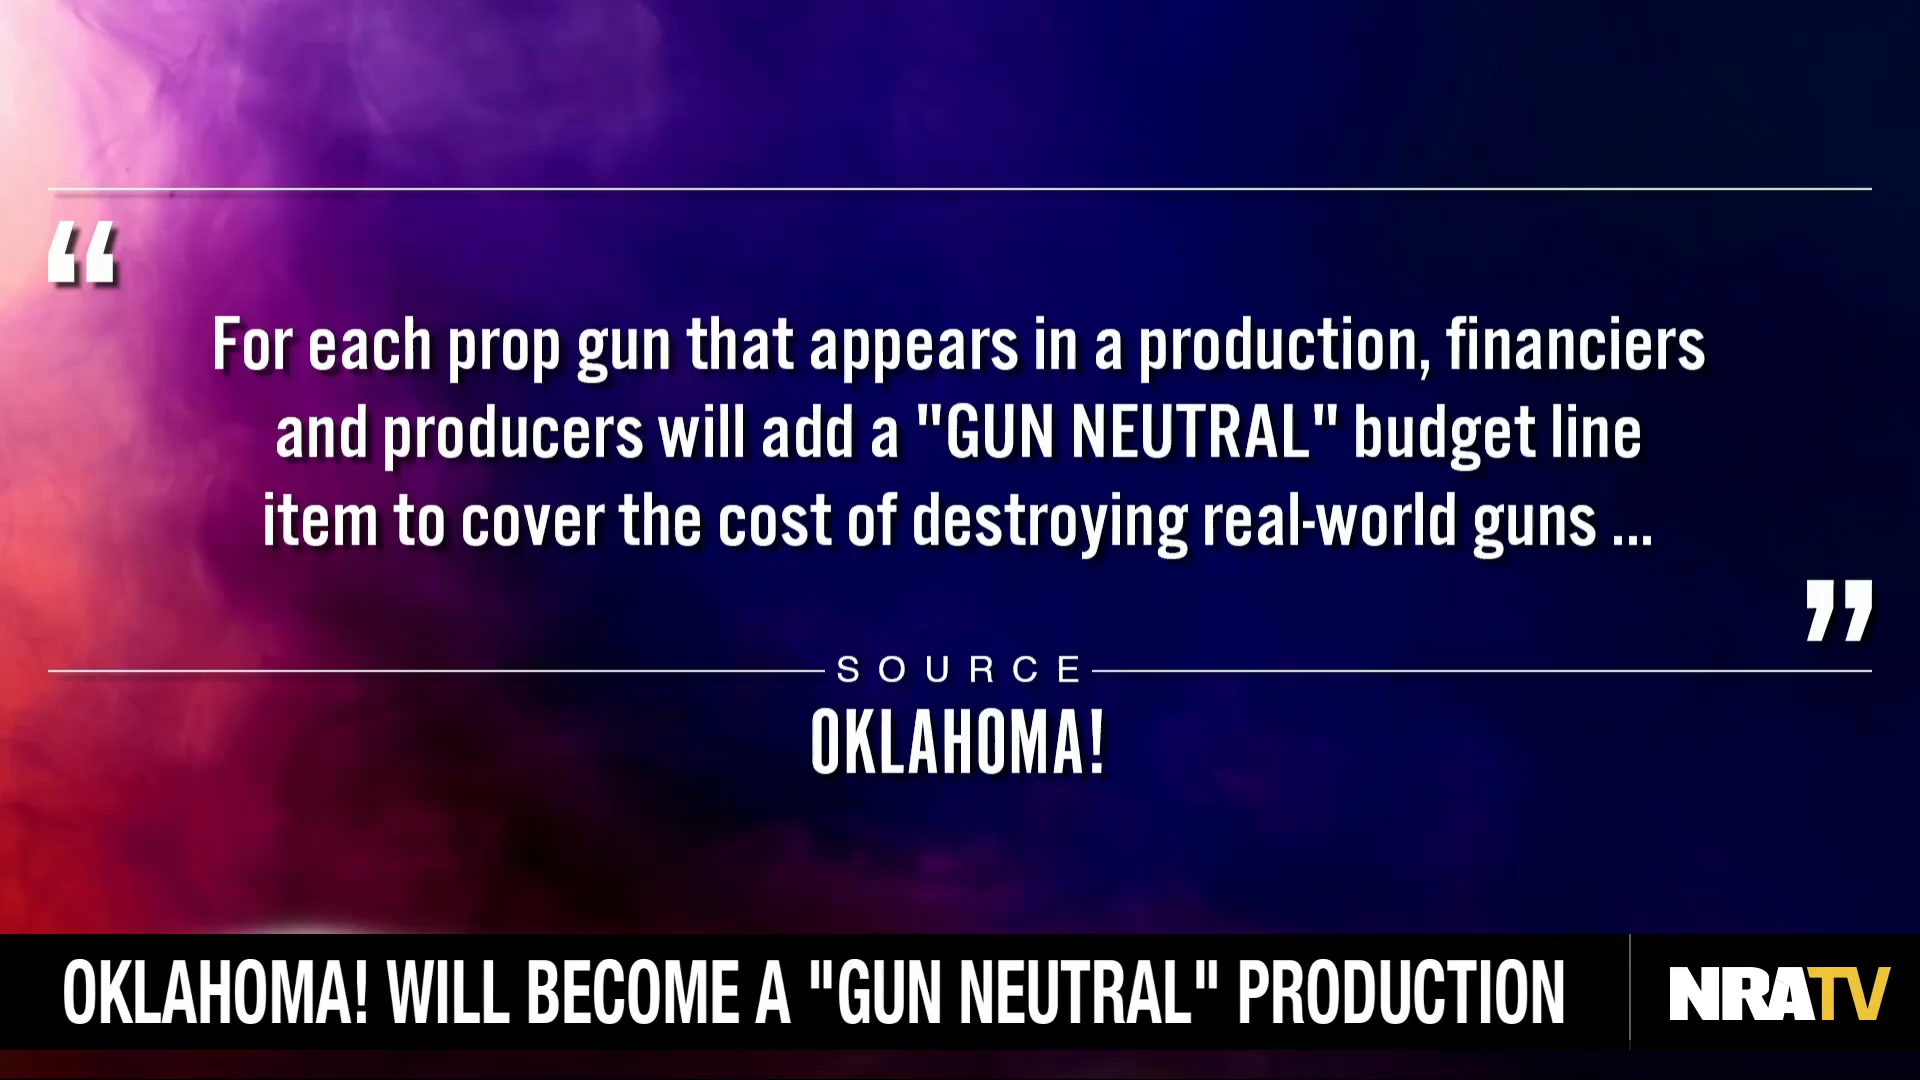 “
For each prop gun that appears in a production, financiers
and producers will add a "GUN NEUTRAL" budget line
item to cover the cost of destroying real-world guns ...
”
SOURCE
OKLAHOMA!
OKLAHOMA! WILL BECOME A "GUN NEUTRAL" PRODUCTION
NRATV